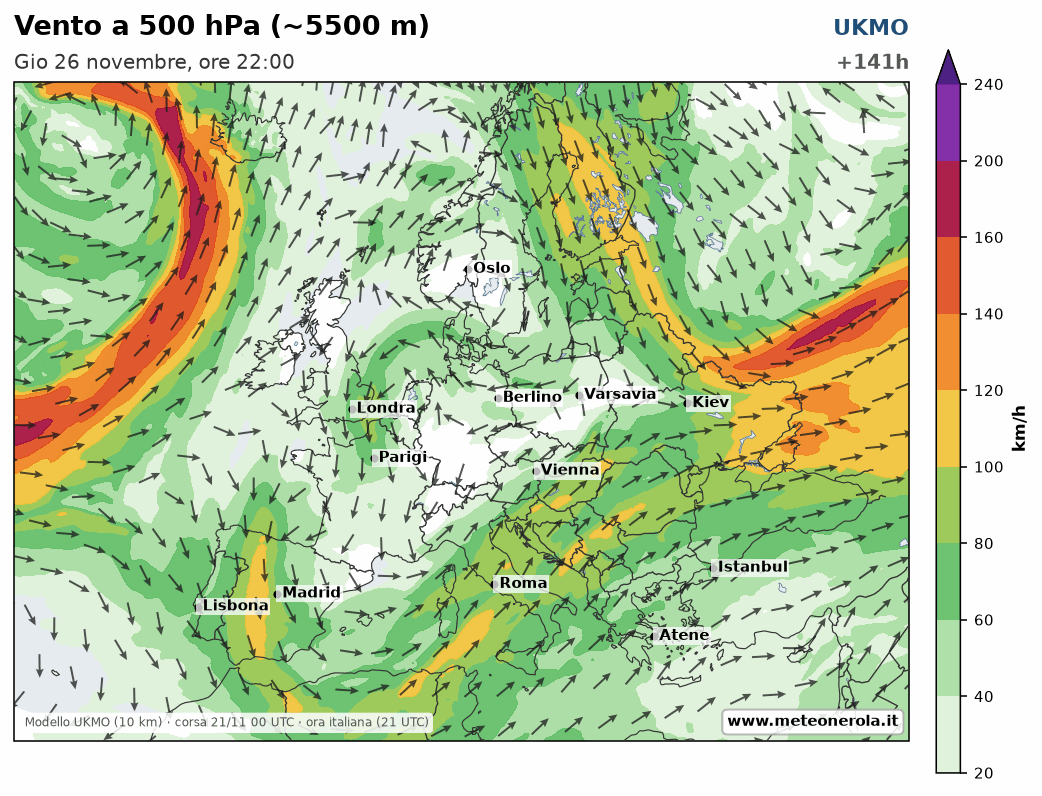 Vento a 500 hPa (~5500 m)
UKMO
Gio 26 novembre, ore 22:00
+141h
240
200
160
140
120
100
80
60
40
20
km/h
Oslo
Berlino
Varsavia
Kiev
Londra
Parigi
Vienna
Istanbul
Roma
Madrid
Lisbona
Atene
Modello UKMO (10 km) · corsa 21/11 00 UTC · ora italiana (21 UTC)
www.meteonerola.it